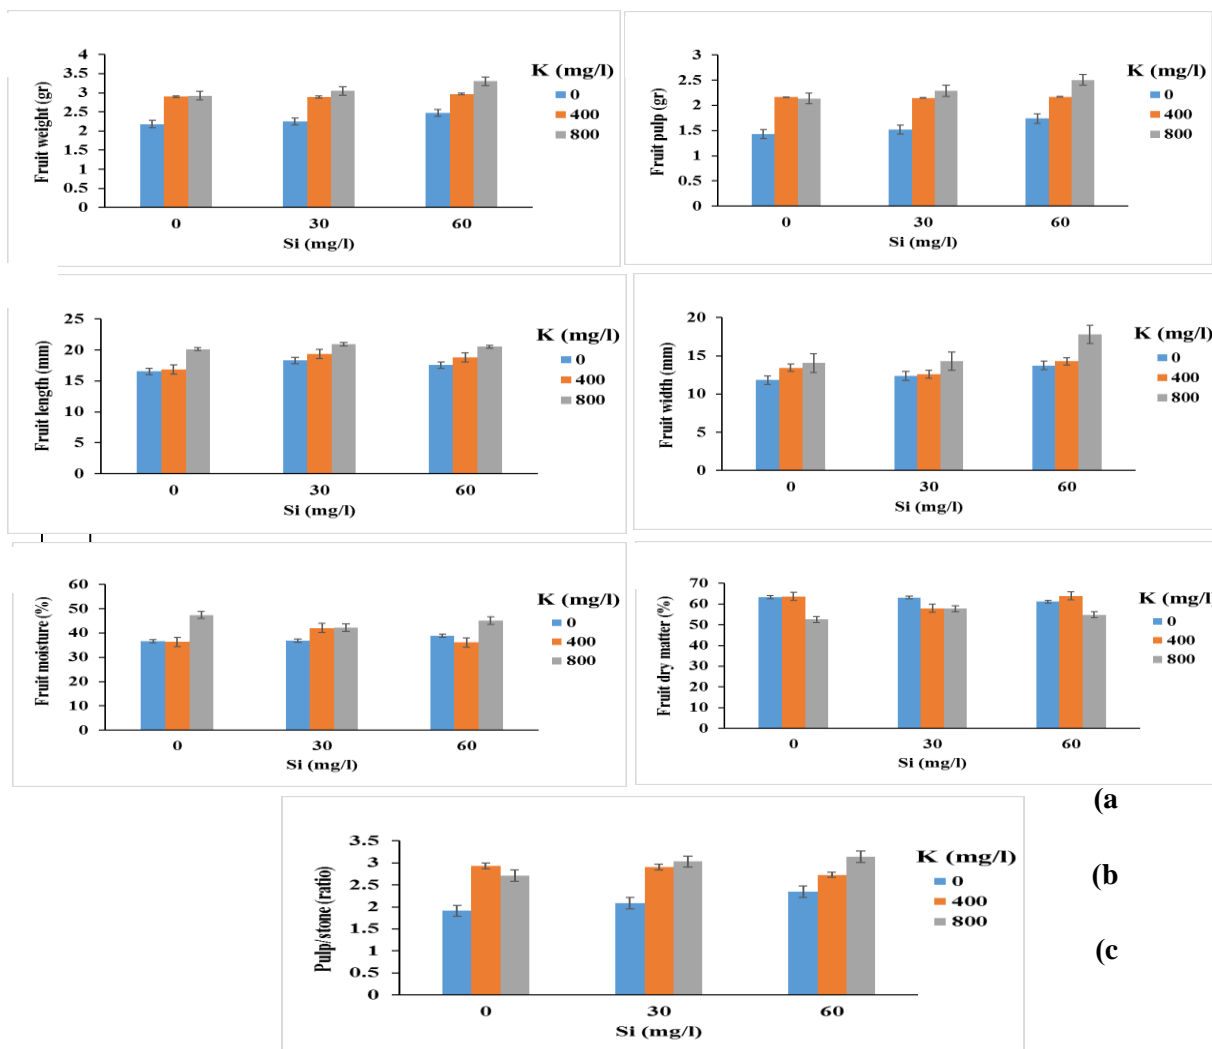 4
3.5
3
2.5
2
1.5
1
0.5
0
Fruit weight (gr)
0 30 60
Si (mg/l)
K (mg/l)
0
400
800
3
2.5
2
1.5
1
0.5
0
Fruit pulp (gr)
0 30 60
Si (mg/l)
K (mg/l)
0
400
800
25
20
15
10
5
0
Fruit length (mm)
0 30 60
Si (mg/l)
K (mg/l)
0
400
800
20
15
10
5
0
Fruit width (mm)
0 30 60
Si (mg/l)
K (mg/l)
0
400
800
60
50
40
30
20
10
0
Fruit moisture (%)
0 30 60
Si (mg/l)
K (mg/l)
0
400
800
70
60
50
40
30
20
10
0
Fruit dry matter (%)
0 30 60
Si (mg/l)
K (mg/l)
0
400
800
(a
(b
(c
3.5
3
2.5
2
1.5
1
0.5
0
Pulp/stone (ratio)
0 30 60
Si (mg/l)
K (mg/l)
0
400
800